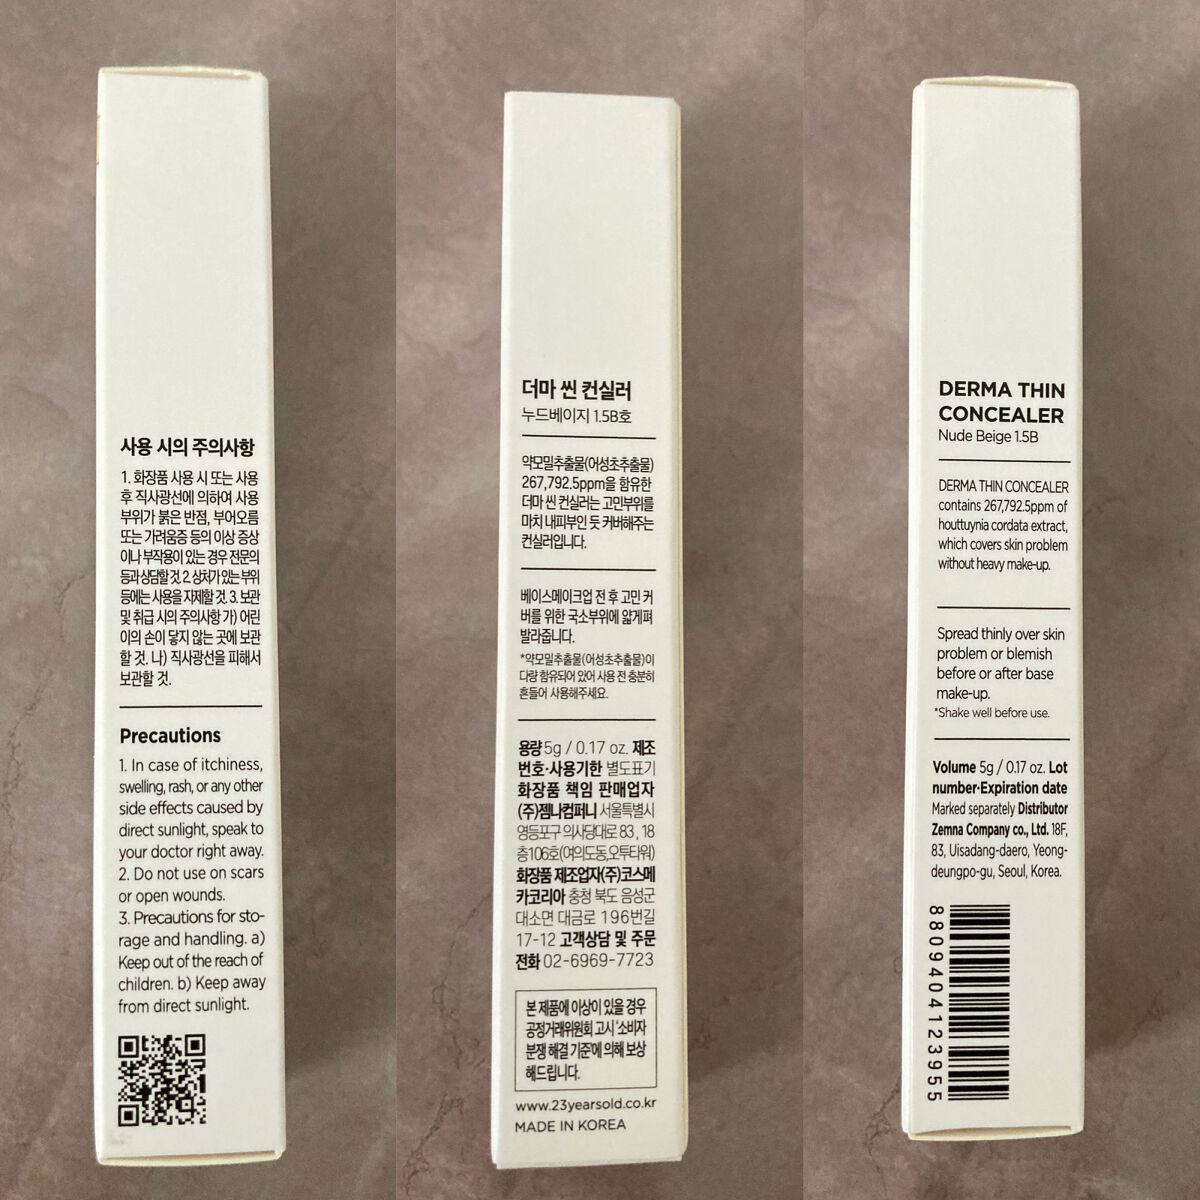 사용 시의 주의사항
1. 화장품 사용 시 또는 사용
후 직사광선에 의하여 사용
부위가 붉은 반점, 부어오름
또는 가려움증 등의 이상 증상
이나 부작용이 있는 경우 전문의
등과 상담할 것 2. 상처가 있는 부위
등에는 사용을 자제할 것. 3. 보관
및 취급 시의 주의사항 가) 어린
이의 손이 닿지 않는 곳에 보관
할 것. 나) 직사광선을 피해서
보관할 것.
Precautions
1. In case of itchiness,
swelling, rash, or any other
side effects caused by
direct sunlight, speak to
your doctor right away.
2. Do not use on scars
or open wounds.
3. Precautions for sto-
rage and handling. a)
Keep out of the reach of
children. b) Keep away
from direct sunlight.
더마 씬 컨실러
누드베이지 1.5B호
약모밀추출물(어성초추출물)
267,792.5ppm을 함유한
더마 씬 컨실러는 고민부위를
마치 내피부인 듯 커버해주는
컨실러입니다.
베이스메이크업 전 후 고민 커
버를 위한 국소부위에 얇게펴
발라줍니다.
*약모밀추출물(어성초추출물)이
다량 함유되어 있어 사용 전 충분히
흔들어 사용해주세요.
용량 5g / 0.17 oz. 제조
번호·사용기한 별도표기
화장품 책임 판매업자
(주)젬나컴퍼니 서울특별시
영등포구 의사당대로 83, 18
층106호(여의도동,오투타워)
화장품 제조업자(주)코스메
카코리아 충청 북도 음성군
대소면 대금로 196번길
17-12 고객상담 및 주문
전화 02-6969-7723
본 제품에 이상이 있을 경우
공정거래위원회 고시 '소비자
분쟁 해결 기준'에 의해 보상
해드립니다.
www.23yearsold.co.kr
MADE IN KOREA
DERMA THIN
CONCEALER
Nude Beige 1.5B
DERMA THIN CONCEALER
contains 267,792.5ppm of
houttuynia cordata extract,
which covers skin problem
without heavy make-up.
Spread thinly over skin
problem or blemish
before or after base
make-up.
*Shake well before use.
Volume 5g / 0.17 oz. Lot
number·Expiration date
Marked separately Distributor
Zemna Company co., Ltd. 18F,
83, Uisadang-daero, Yeong-
deungpo-gu, Seoul, Korea.
8809404123955